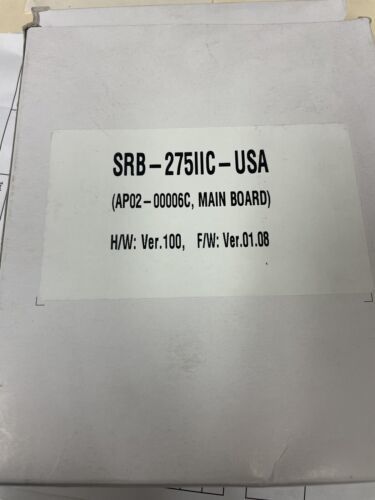 SRB-275IIC-USA
(AP02-00006C, MAIN BOARD)
H/W: Ver.100, F/W: Ver.01.08